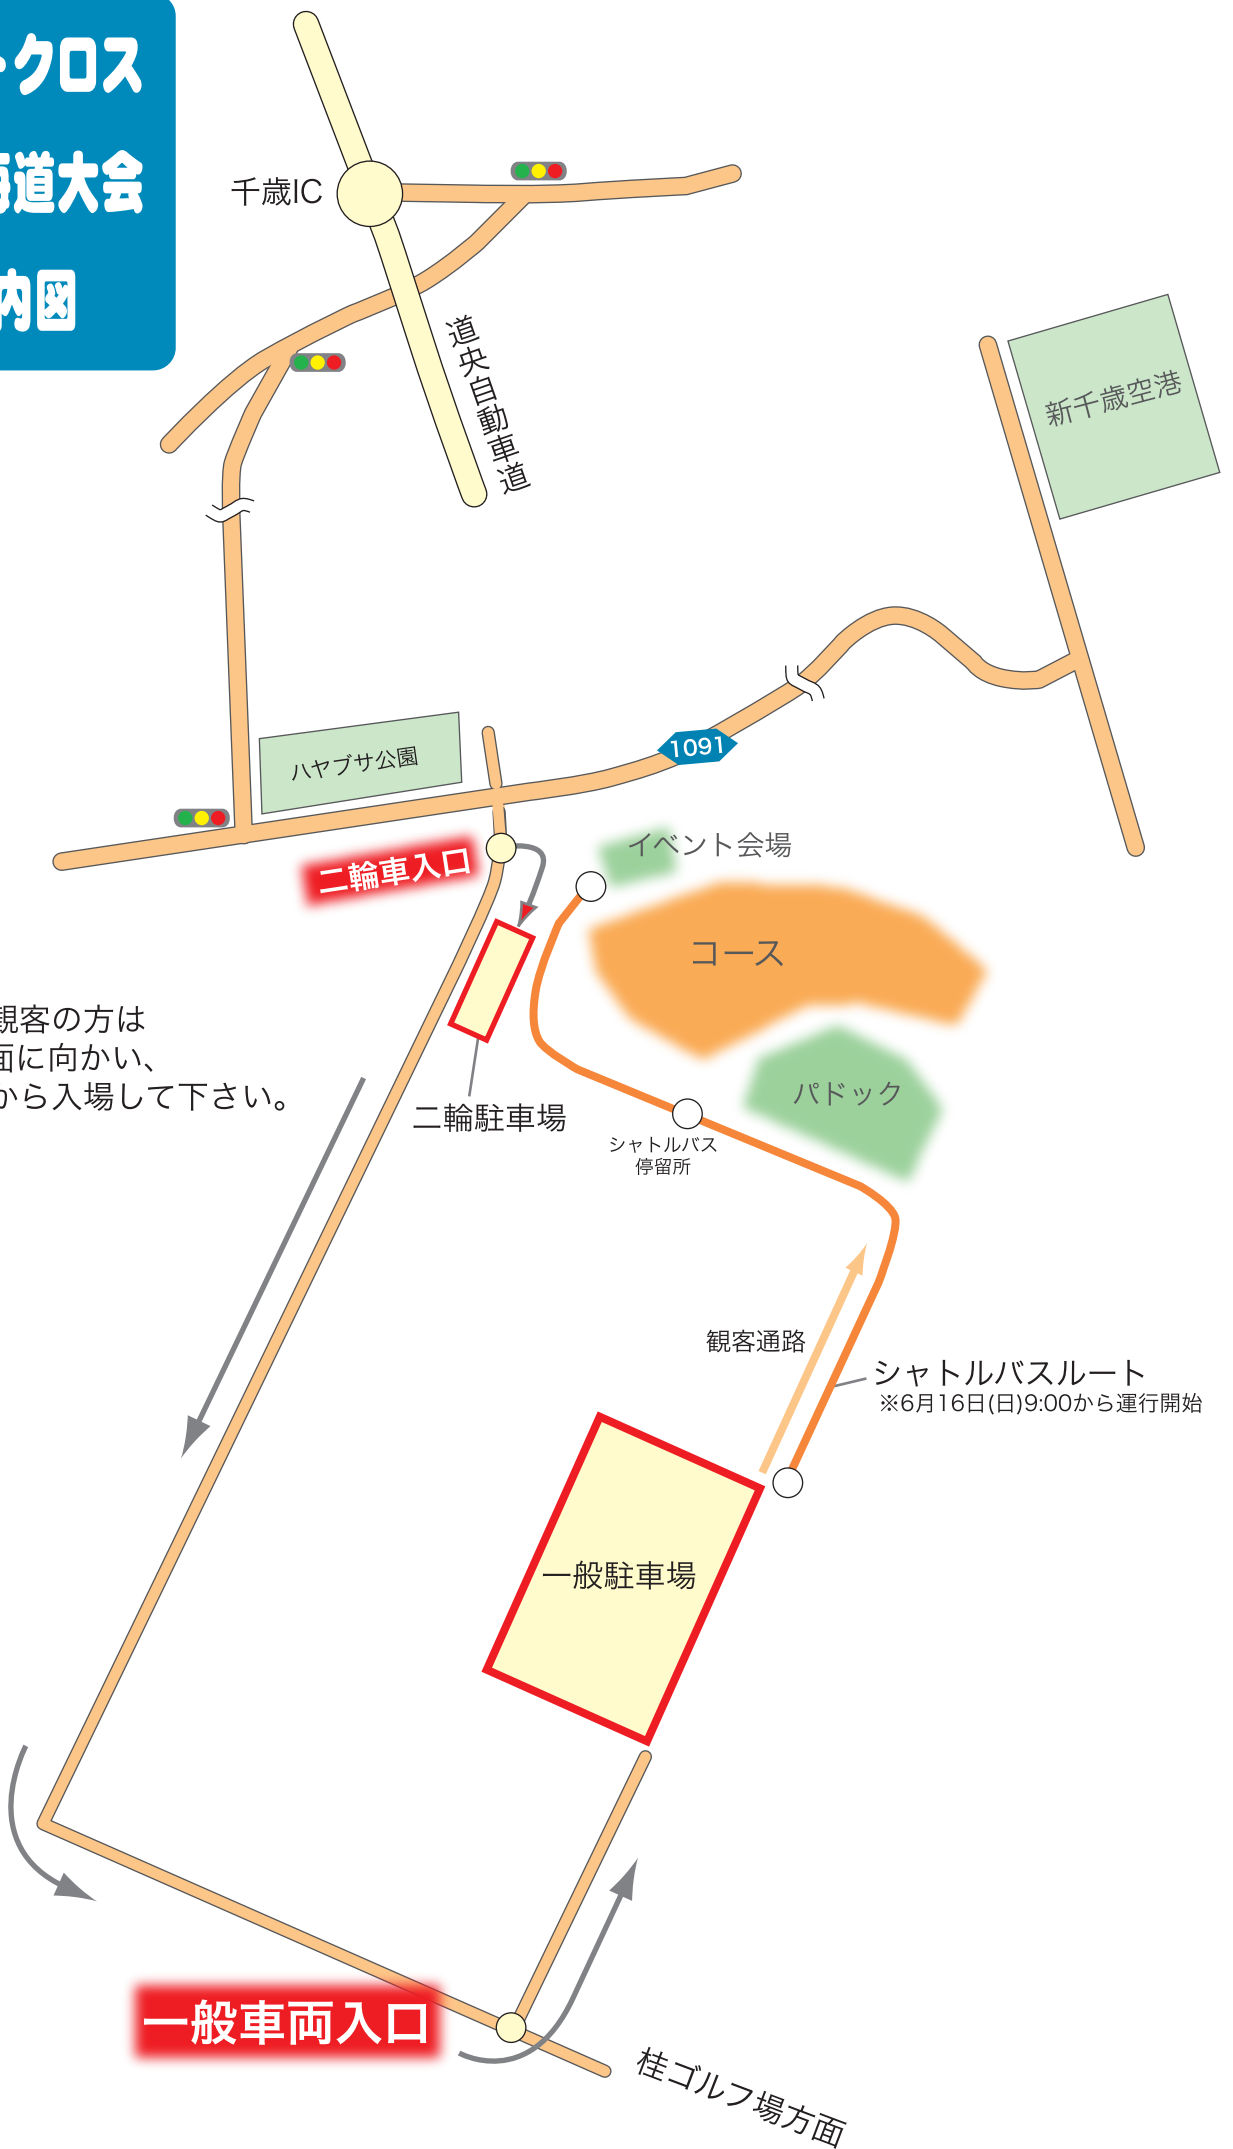 クロス
道大会
内図
千歳IC
道央自動車道
新千歳空港
ハヤブサ公園
1091
二輪車入口
イベント会場
コース
観客の方は
面に向かい、
から入場して下さい。
パドック
二輪駐車場
シャトルバス
停留所
観客通路
シャトルバスルート
※6月16日(日)9:00から運行開始
一般駐車場
一般車両入口
桂ゴルフ場方面